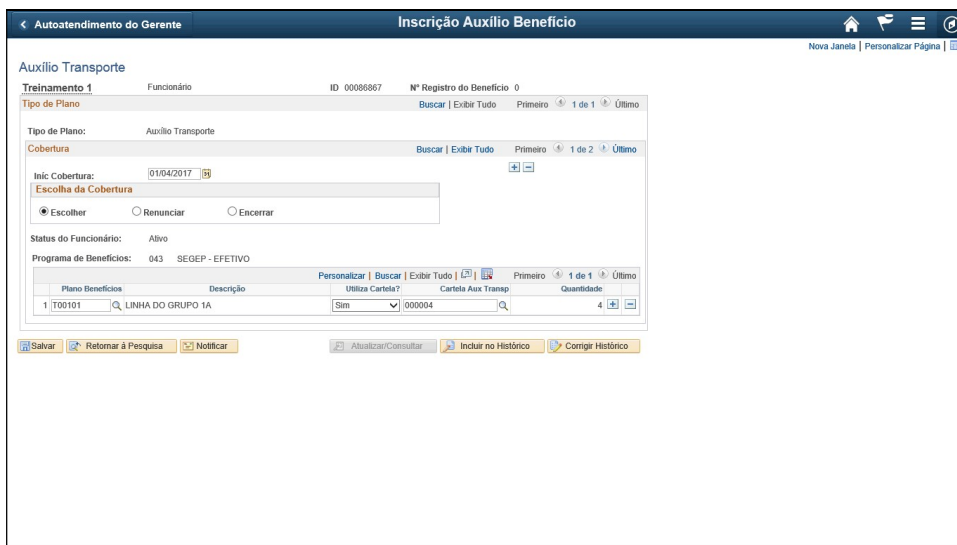 Autoatendimento do Gerente
Inscrição Auxílio Benefício
Nova Janela | Personalizar Página |
Auxílio Transporte
Treinamento 1 Funcionário ID 00086867 Nº Registro do Benefício 0
Tipo de Plano Buscar | Exibir Tudo Primeiro 1 de 1 Último
Tipo de Plano: Auxílio Transporte
Cobertura Buscar | Exibir Tudo Primeiro 1 de 2 Último
Iníc Cobertura: 01/04/2017
Escolha da Cobertura
Escolher Renunciar Encerrar
Status do Funcionário: Ativo
Programa de Benefícios: 043 SEGEP - EFETIVO
Personalizar | Buscar | Exibir Tudo | | Primeiro 1 de 1 Último
Plano Benefícios Descrição Utiliza Cartela? Cartela Aux Transp Quantidade
1 T00101 LINHA DO GRUPO 1A Sim 000004 4
Salvar Retornar á Pesquisa Notificar Atualizar/Consultar Incluir no Histórico Corrigir Histórico